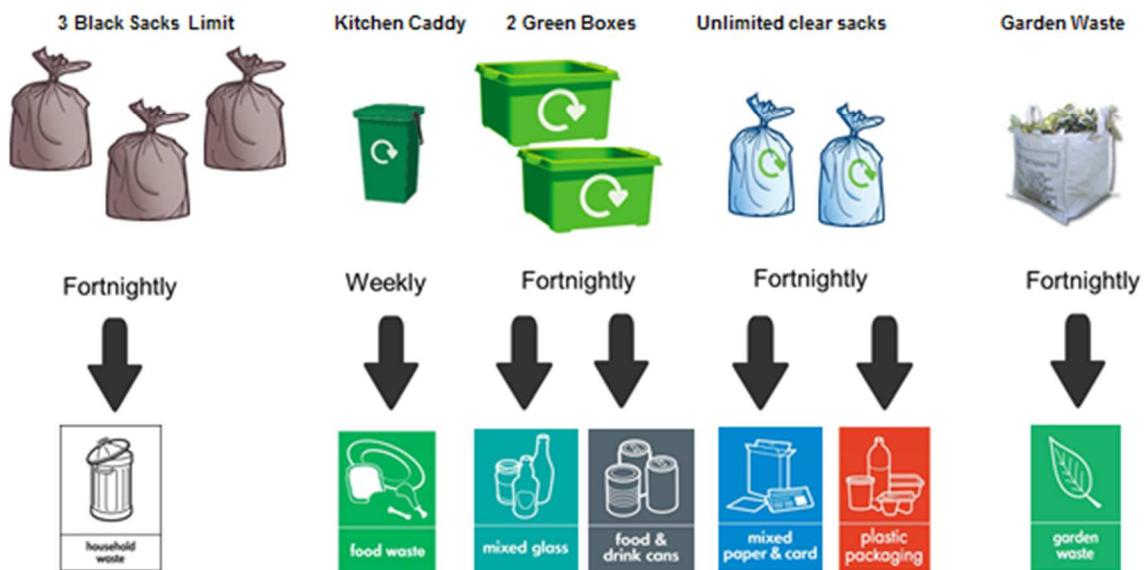 3 Black Sacks Limit
Kitchen Caddy
2 Green Boxes
Unlimited clear sacks
Garden Waste
Fortnightly
Weekly
Fortnightly
Fortnightly
Fortnightly
household
waste
food waste
mixed glass
food &
drink cans
mixed
paper & card
plastic
packaging
garden
waste